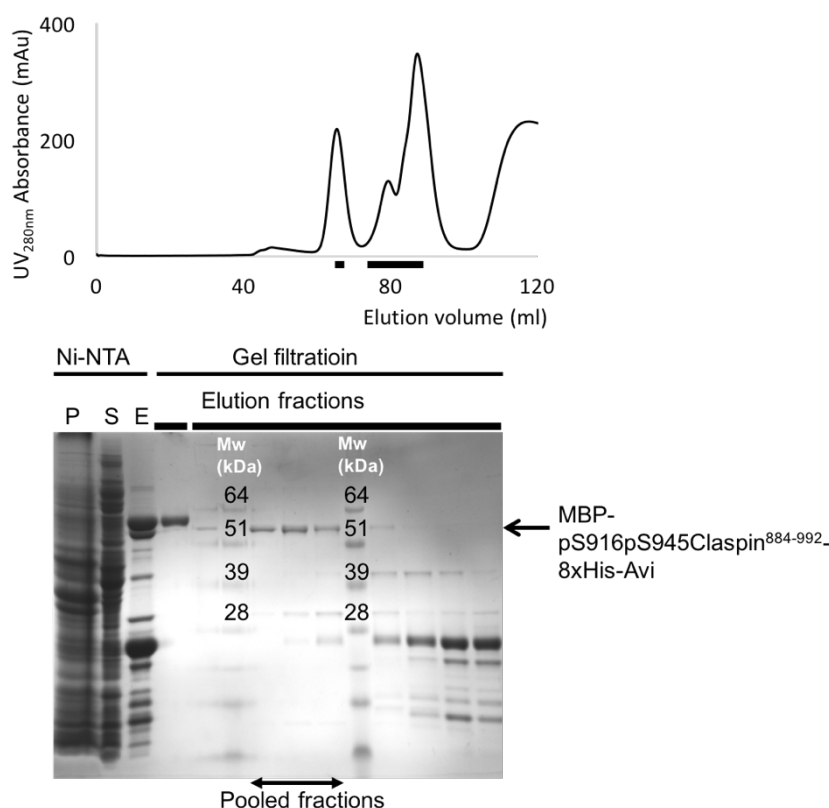 400
200
0
UV280nm Absorbance (mAu)
0 40 80 120
Elution volume (ml)
Ni-NTA Gel filtratioin
Elution fractions
P S E
Mw Mw
(kDa) (kDa)
64 64
51 51
39 39
28 28
MBP-
pS916pS945Claspin884-992-
8xHis-Avi
Pooled fractions